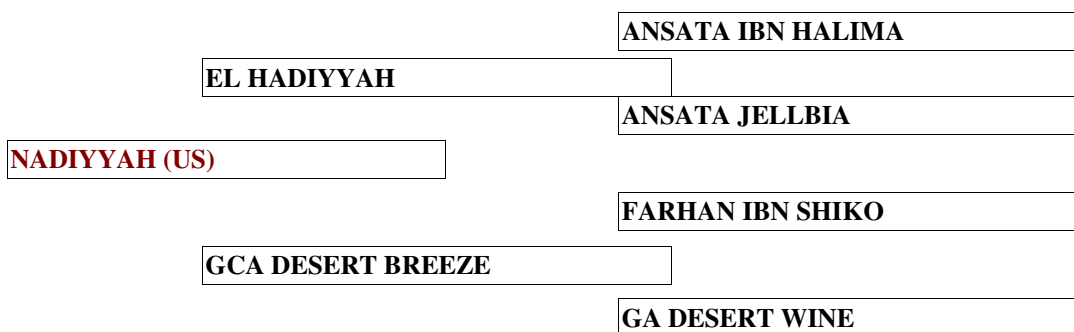 ANSATA IBN HALIMA
EL HADIYYAH
ANSATA JELLBIA
NADIYYAH (US)
FARHAN IBN SHIKO
GCA DESERT BREEZE
GA DESERT WINE